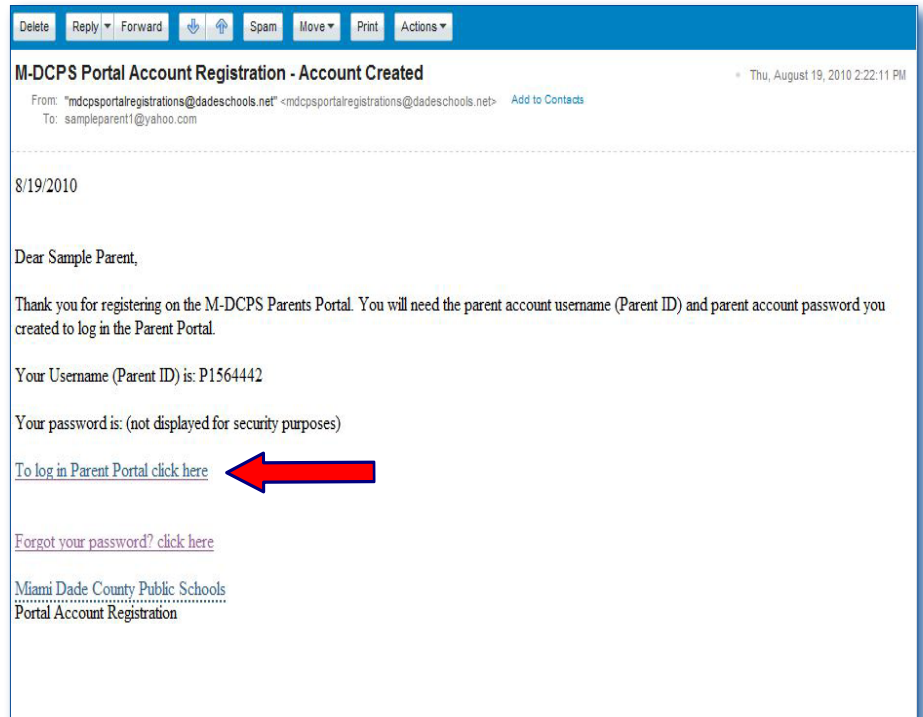 Delete Reply Forward Spam Move Print Actions
M-DCPS Portal Account Registration - Account Created
Thu, August 19, 2010 2:22:11 PM
From: "mdcpsportalregistrations@dadeschools.net" <mdcpsportalregistrations@dadeschools.net> Add to Contacts
To: sampleparent1@yahoo.com
8/19/2010
Dear Sample Parent,
Thank you for registering on the M-DCPS Parents Portal. You will need the parent account username (Parent ID) and parent account password you
created to log in the Parent Portal.
Your Username (Parent ID) is: P1564442
Your password is: (not displayed for security purposes)
To log in Parent Portal click here
Forgot your password? click here
Miami Dade County Public Schools
Portal Account Registration